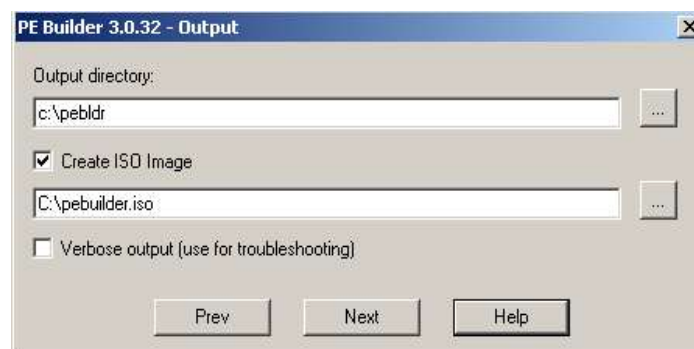 PE Builder 3.0.32 - Output
Output directory:
c:\pebldr
...
Create ISO Image
C:\pebuilder.iso
...
Verbose output (use for troubleshooting)
Prev Next Help